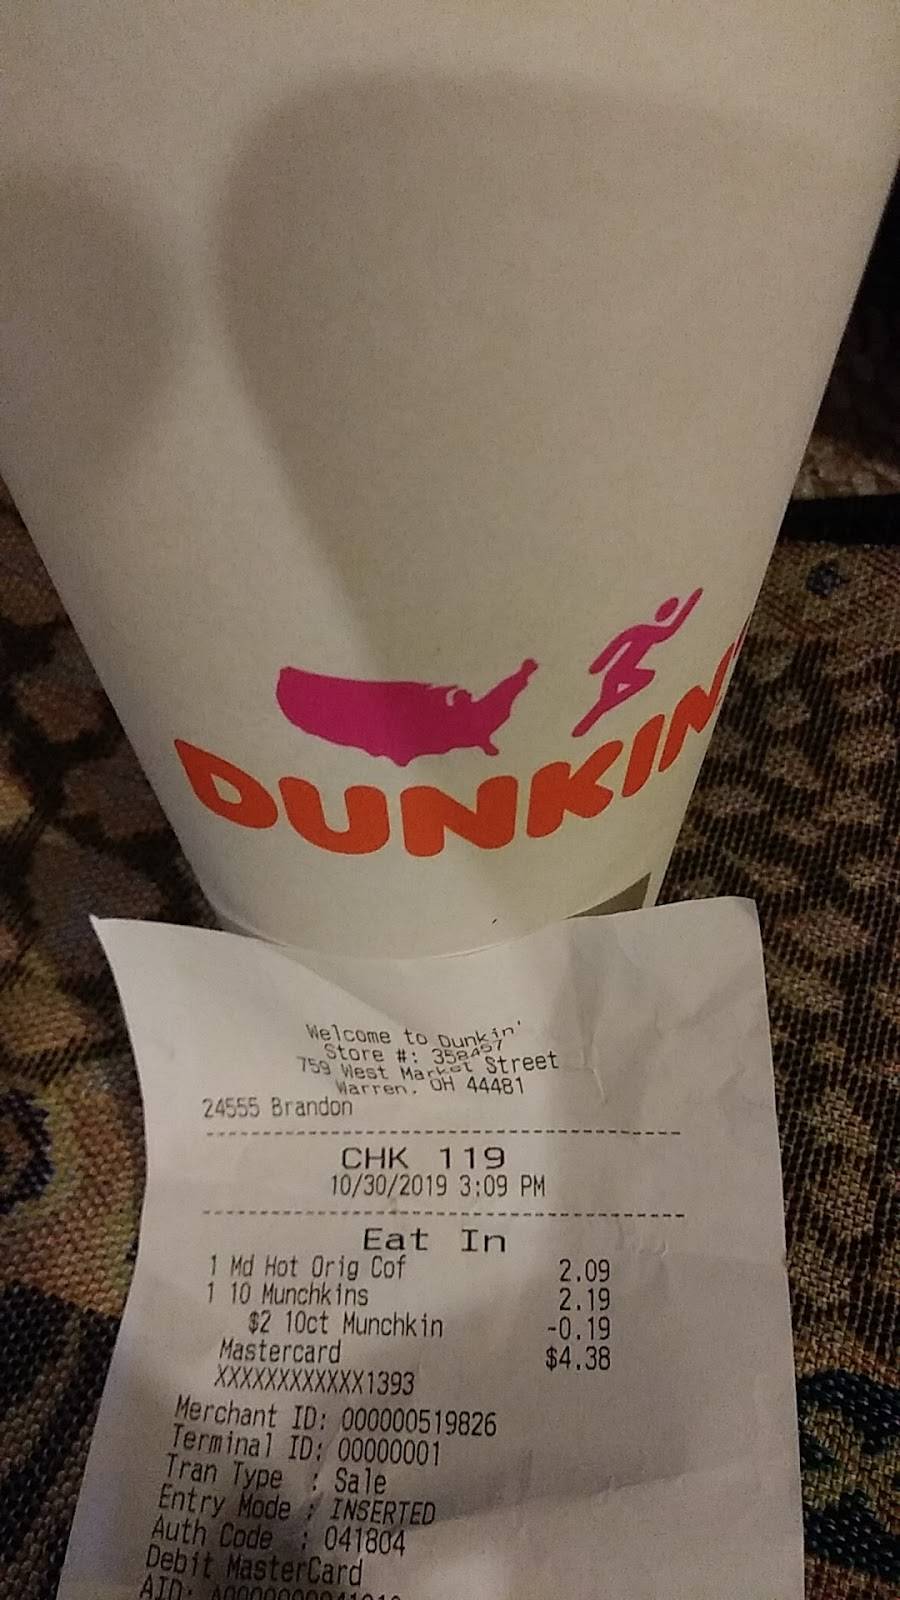 DUNKIN'
Welcome to Dunkin'
Store #: 358457
759 West Market Street
Warren, OH 44481
24555 Brandon
CHK 119
10/30/2019 3:09 PM
Eat In
1 Md Hot Orig Cof 2.09
1 10 Munchkins 2.19
$2 10ct Munchkin -0.19
Mastercard $4.38
XXXXXXXXXXXX1393
Merchant ID: 000000519826
Terminal ID: 00000001
Tran Type : Sale
Entry Mode : INSERTED
Auth Code : 041804
Debit MasterCard
AID: